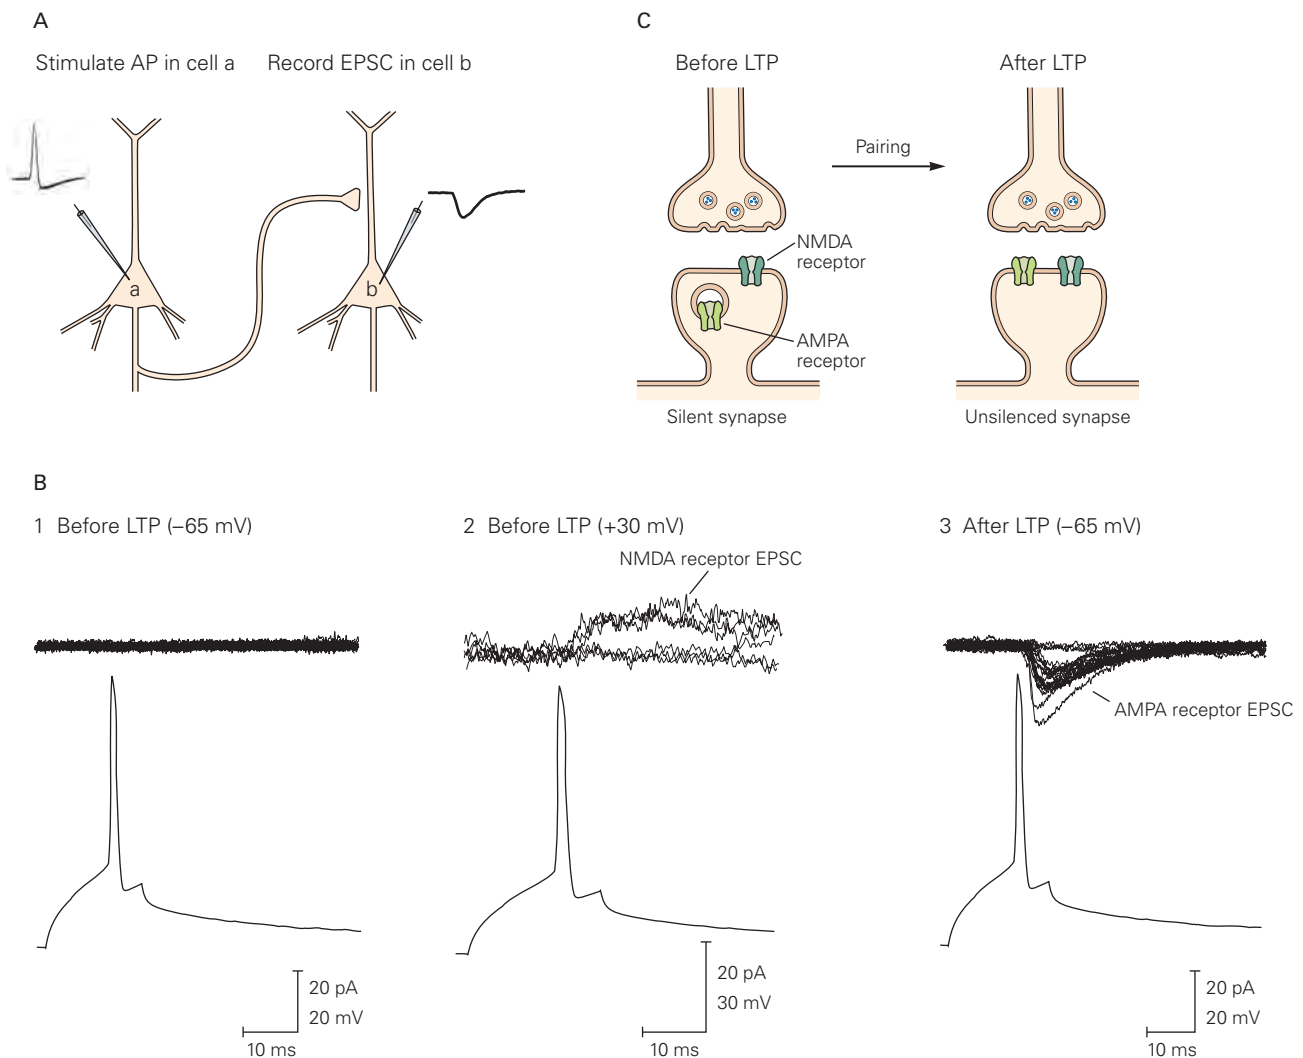 A
Stimulate AP in cell a
Record EPSC in cell b
a
b
C
Before LTP
After LTP
Pairing
NMDA
receptor
AMPA
receptor
Silent synapse
Unsilenced synapse
B
1 Before LTP (–65 mV)
2 Before LTP (+30 mV)
3 After LTP (–65 mV)
NMDA receptor EPSC
AMPA receptor EPSC
20 pA
20 mV
10 ms
20 pA
30 mV
10 ms
20 pA
20 mV
10 ms